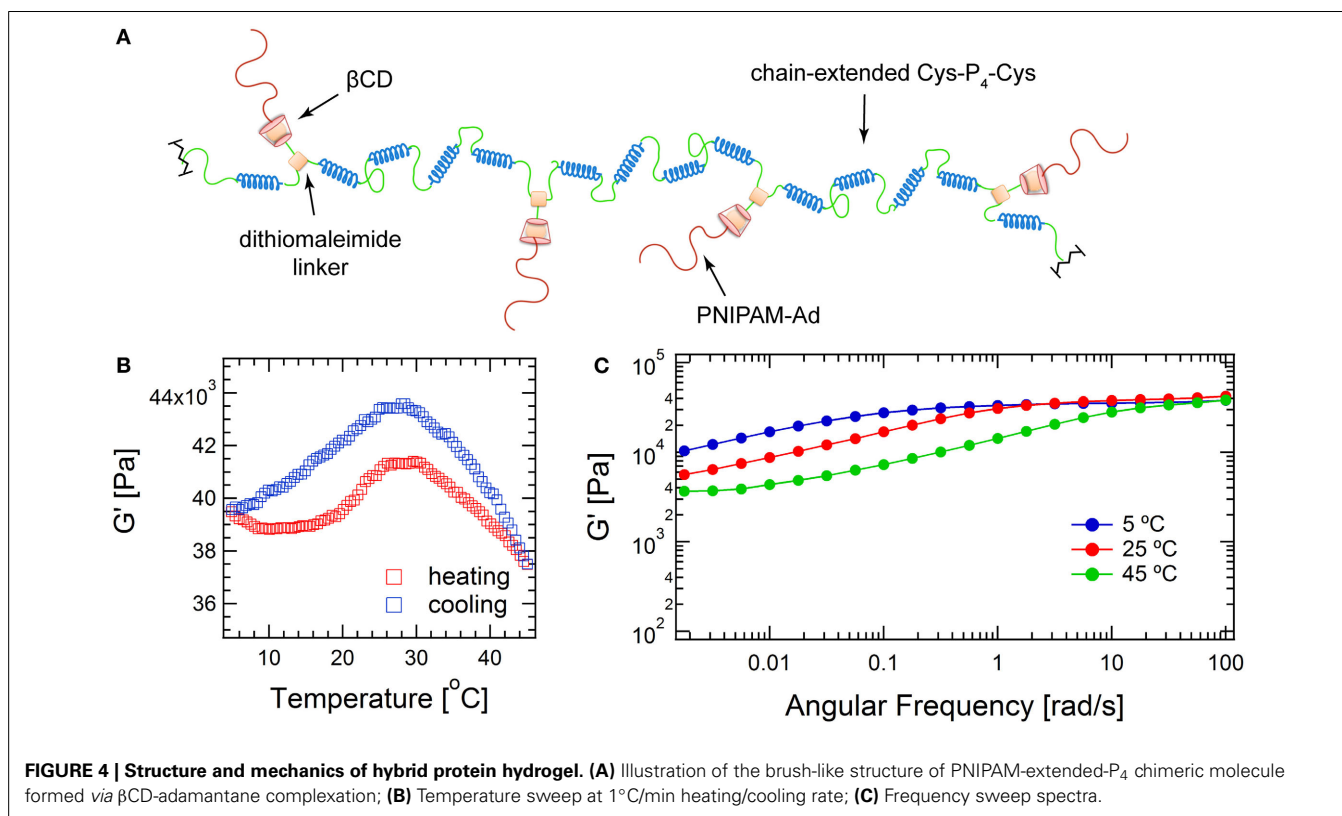 A
βCD
chain-extended Cys-P4-Cys
dithiomaleimide
linker
PNIPAM-Ad
B
44x10³
42
40
38
36
G' [Pa]
heating
cooling
10 20 30 40
Temperature [°C]
C
10⁵
4
2
10⁴
4
2
10³
4
2
10²
G' [Pa]
5 ºC
25 ºC
45 ºC
0.01 0.1 1 10 100
Angular Frequency [rad/s]
FIGURE 4 | Structure and mechanics of hybrid protein hydrogel. (A) Illustration of the brush-like structure of PNIPAM-extended-P4 chimeric molecule
formed via βCD-adamantane complexation; (B) Temperature sweep at 1°C/min heating/cooling rate; (C) Frequency sweep spectra.